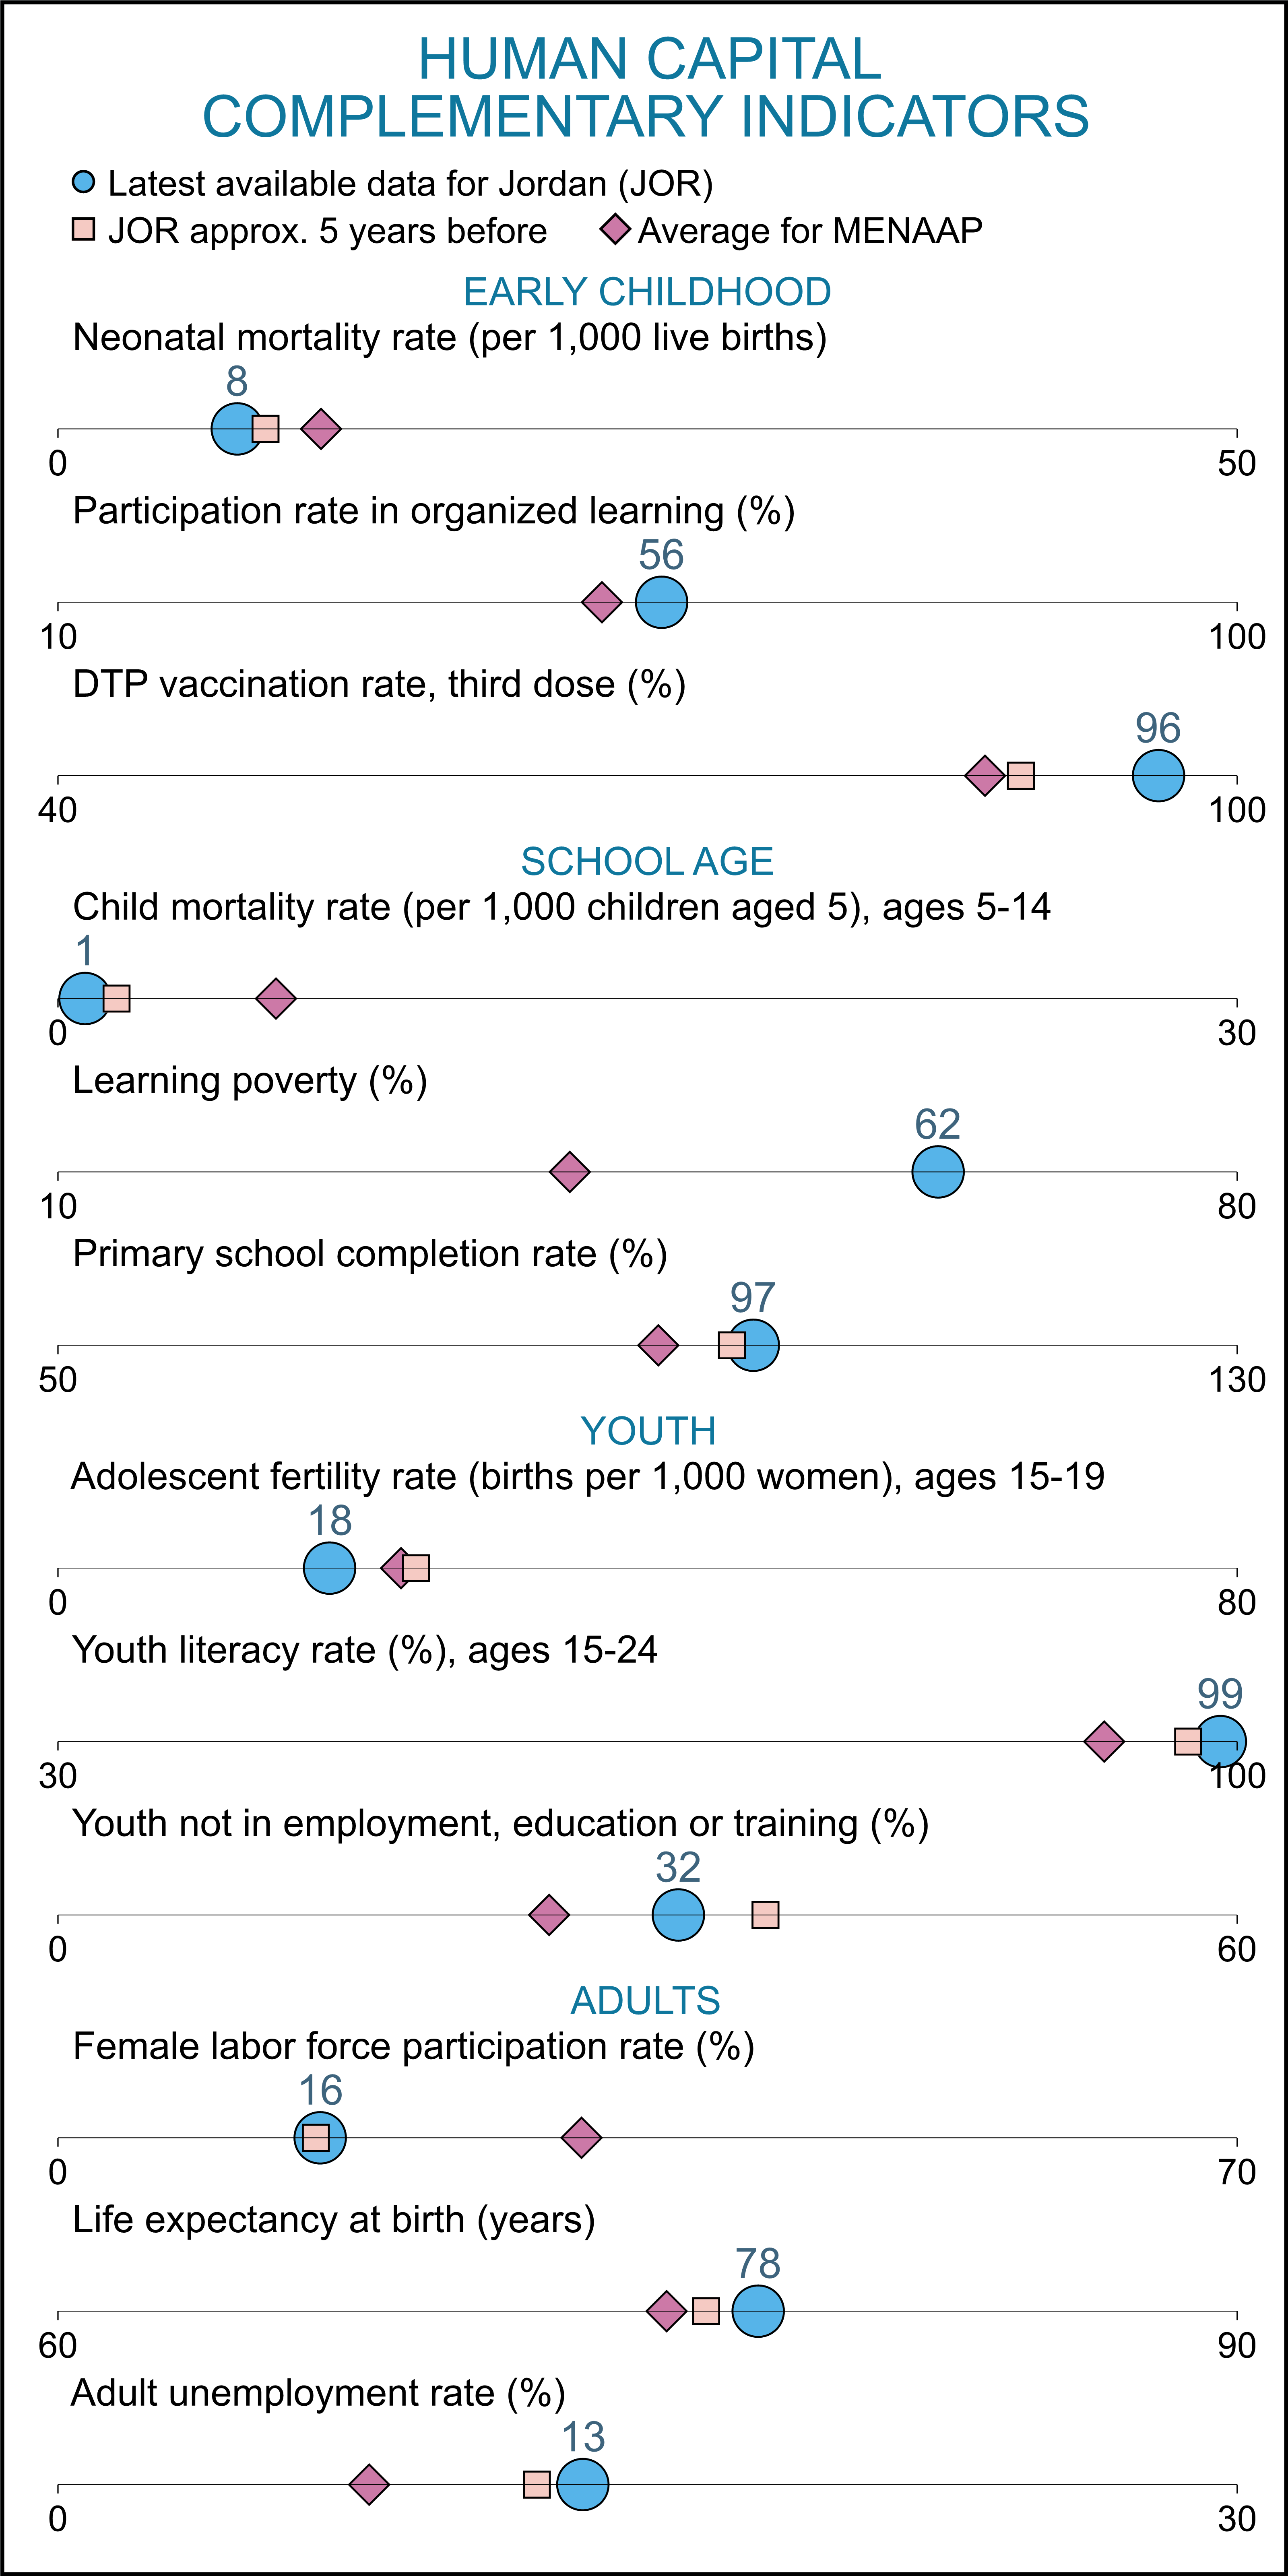 HUMAN CAPITAL
COMPLEMENTARY INDICATORS
Latest available data for Jordan (JOR)
JOR approx. 5 years before Average for MENAAP
EARLY CHILDHOOD
Neonatal mortality rate (per 1,000 live births)
8
0 50
Participation rate in organized learning (%)
56
10 100
DTP vaccination rate, third dose (%)
96
40 100
SCHOOL AGE
Child mortality rate (per 1,000 children aged 5), ages 5-14
1
0 30
Learning poverty (%)
62
10 80
Primary school completion rate (%)
97
50 130
YOUTH
Adolescent fertility rate (births per 1,000 women), ages 15-19
18
0 80
Youth literacy rate (%), ages 15-24
99
30 100
Youth not in employment, education or training (%)
32
0 60
ADULTS
Female labor force participation rate (%)
16
0 70
Life expectancy at birth (years)
78
60 90
Adult unemployment rate (%)
13
0 30